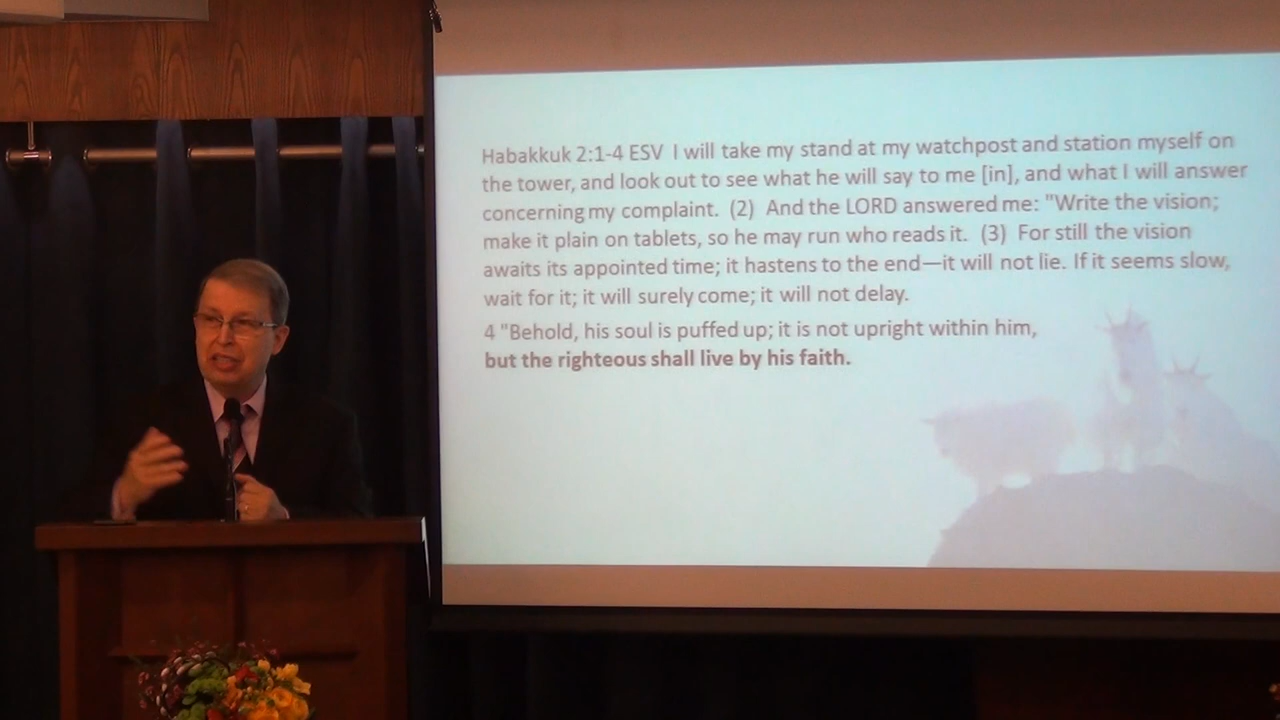 Habakkuk 2:1-4 ESV I will take my stand at my watchpost and station myself on
the tower, and look out to see what he will say to me [in], and what I will answer
concerning my complaint. (2) And the LORD answered me: "Write the vision;
make it plain on tablets, so he may run who reads it. (3) For still the vision
awaits its appointed time; it hastens to the end—it will not lie. If it seems slow,
wait for it; it will surely come; it will not delay.
4 "Behold, his soul is puffed up; it is not upright within him,
but the righteous shall live by his faith.